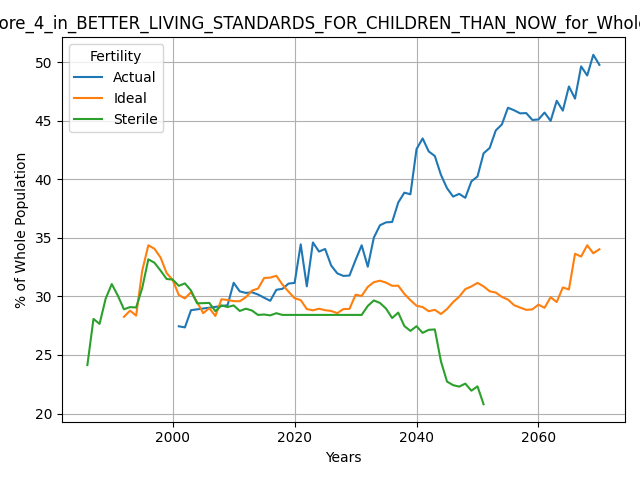 ore_4_in_BETTER_LIVING_STANDARDS_FOR_CHILDREN_THAN_NOW_for_Whole
Fertility
Actual
Ideal
Sterile
% of Whole Population
50
45
40
35
30
25
20
2000 2020 2040 2060
Years